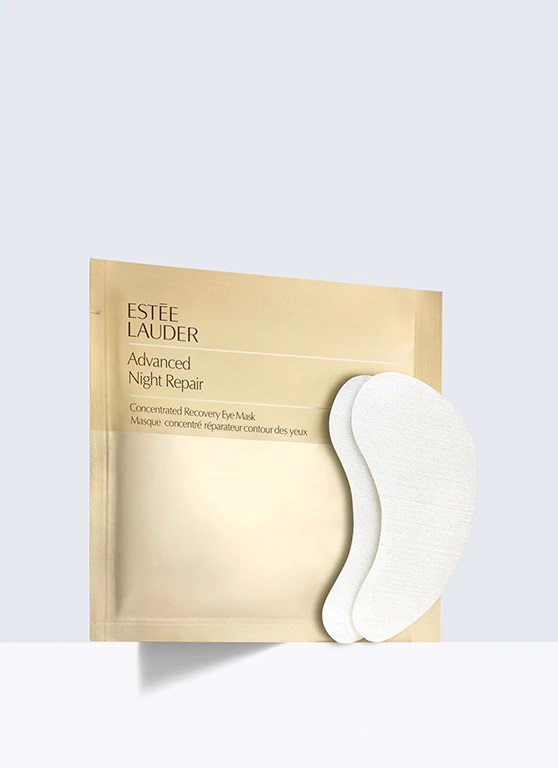 ESTĒE
LAUDER
Advanced
Night Repair
Concentrated Recovery Eye Mask
Masque concentré réparateur contour des yeux